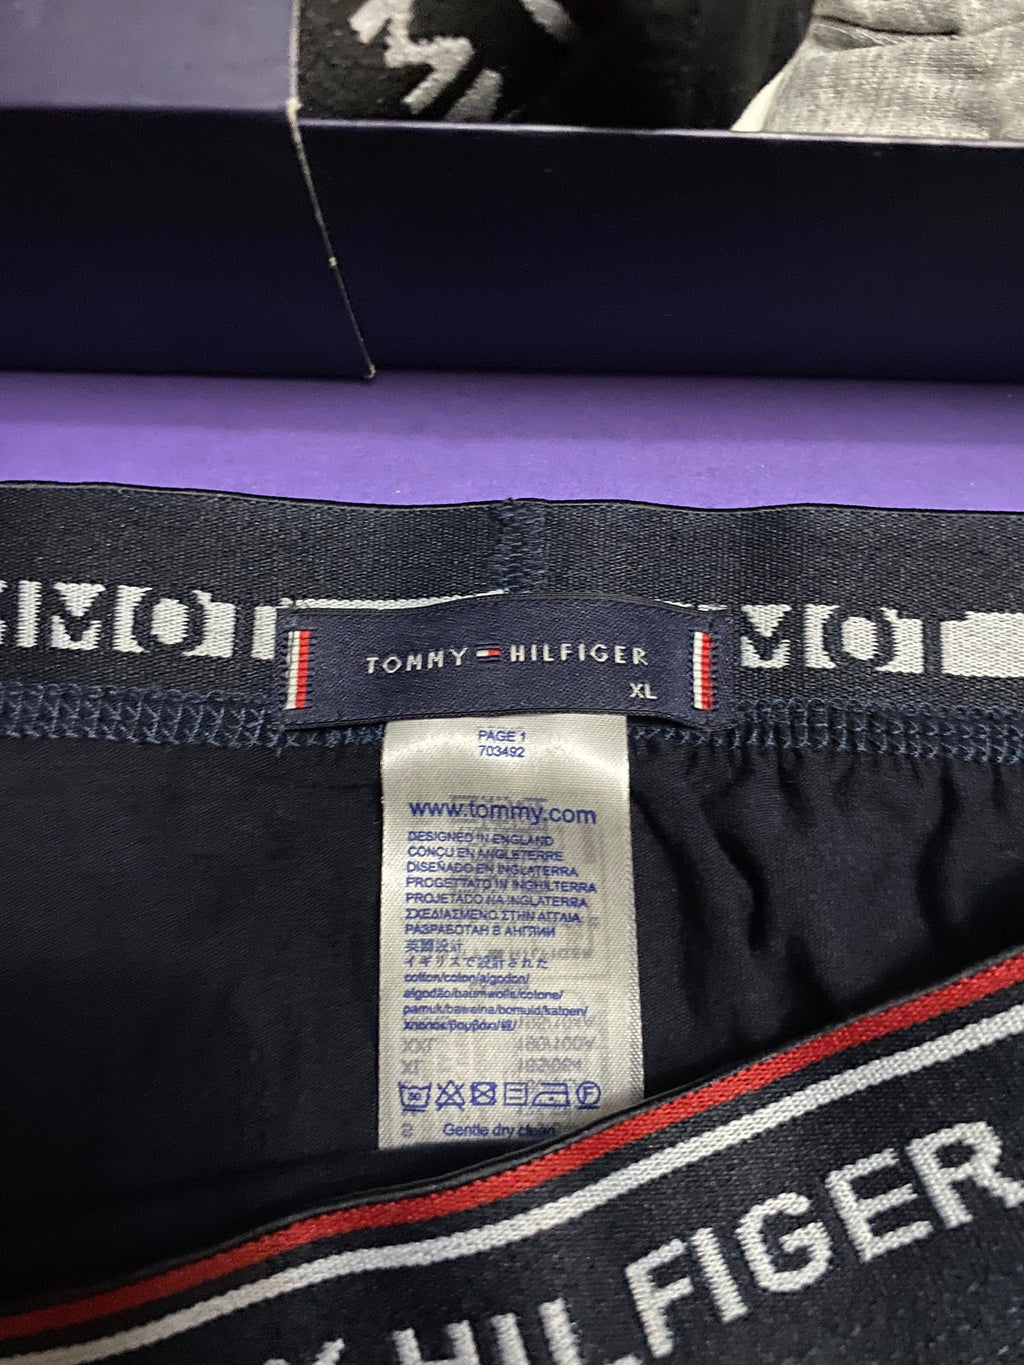 TOMMY HILFIGER
XL
PAGE 1
703492
www.tommy.com
DESIGNED IN ENGLAND
CONÇU EN ANGLETERRE
DISEÑADO EN INGLATERRA
PROGETTATO IN INGHILTERRA
PROJETADO NA INGLATERRA
ΣΧΕΔΙΑΣΜΕΝΟ ΣΤΗΝ ΑΓΓΛΙΑ
РАЗРАБОТАН В АНГЛИИ
英國設計
イギリスで設計された
cotton/coton/algodon/
algodão/baumwolle/cotone/
pamuk/bawełna/bomuld/katoen/
30
Gentle dry clean
HILFIGER